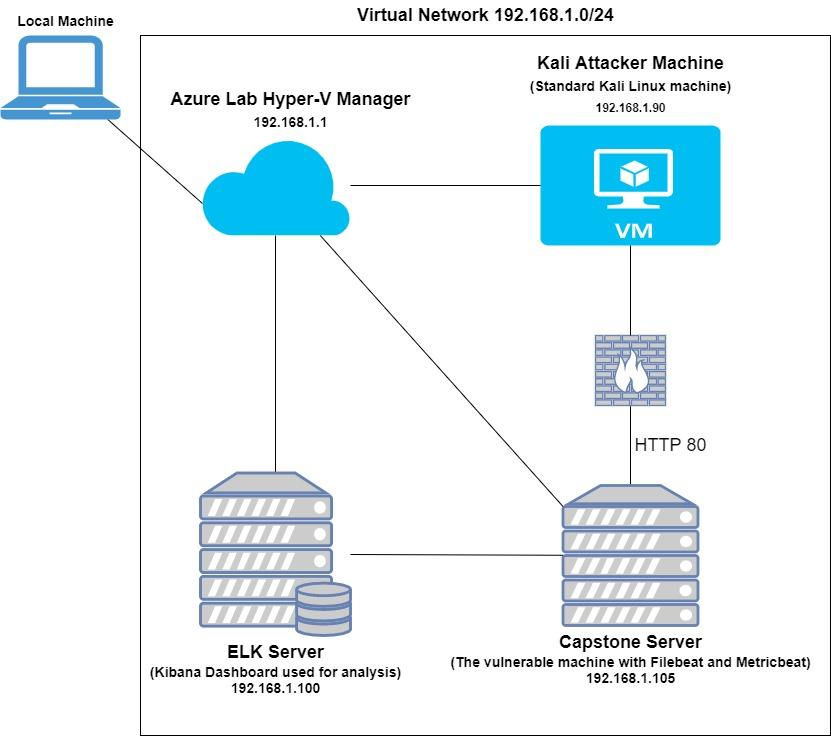 Virtual Network 192.168.1.0/24
Local Machine
Kali Attacker Machine
(Standard Kali Linux machine)
192.168.1.90
Azure Lab Hyper-V Manager
192.168.1.1
VM
HTTP 80
ELK Server
(Kibana Dashboard used for analysis)
192.168.1.100
Capstone Server
(The vulnerable machine with Filebeat and Metricbeat)
192.168.1.105